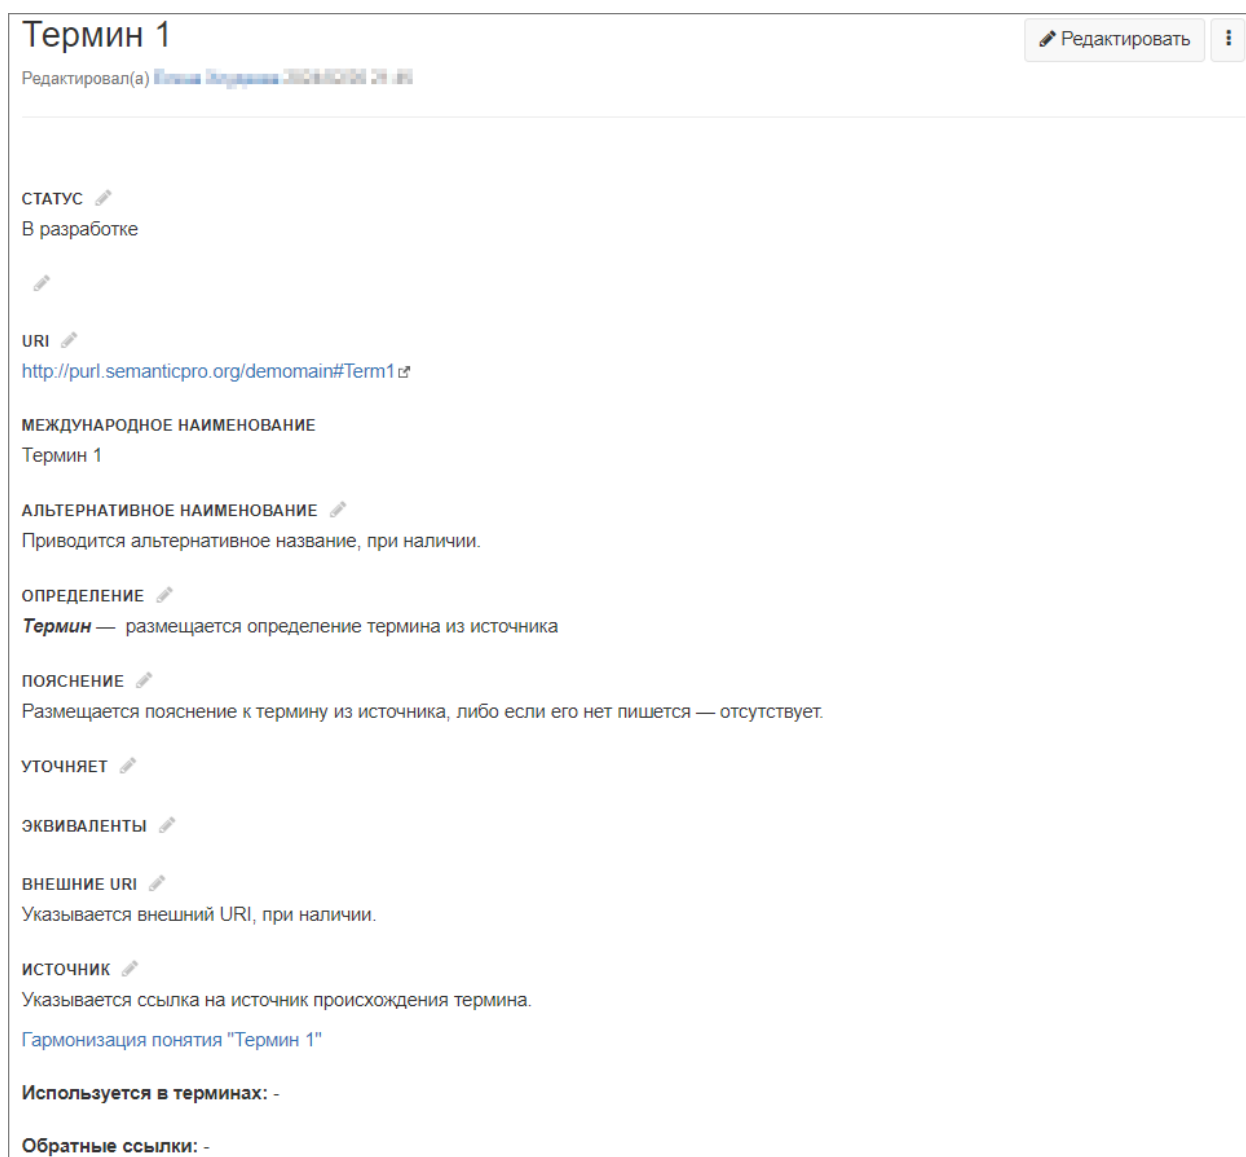 Термин 1
Редактировать
Редактировал(а)
СТАТУС
В разработке
URI
http://purl.semanticpro.org/demomain#Term1
МЕЖДУНАРОДНОЕ НАИМЕНОВАНИЕ
Термин 1
АЛЬТЕРНАТИВНОЕ НАИМЕНОВАНИЕ
Приводится альтернативное название, при наличии.
ОПРЕДЕЛЕНИЕ
Термин — размещается определение термина из источника
ПОЯСНЕНИЕ
Размещается пояснение к термину из источника, либо если его нет пишется — отсутствует.
УТОЧНЯЕТ
ЭКВИВАЛЕНТЫ
ВНЕШНИЕ URI
Указывается внешний URI, при наличии.
ИСТОЧНИК
Указывается ссылка на источник происхождения термина.
Гармонизация понятия "Термин 1"
Используется в терминах: -
Обратные ссылки: -